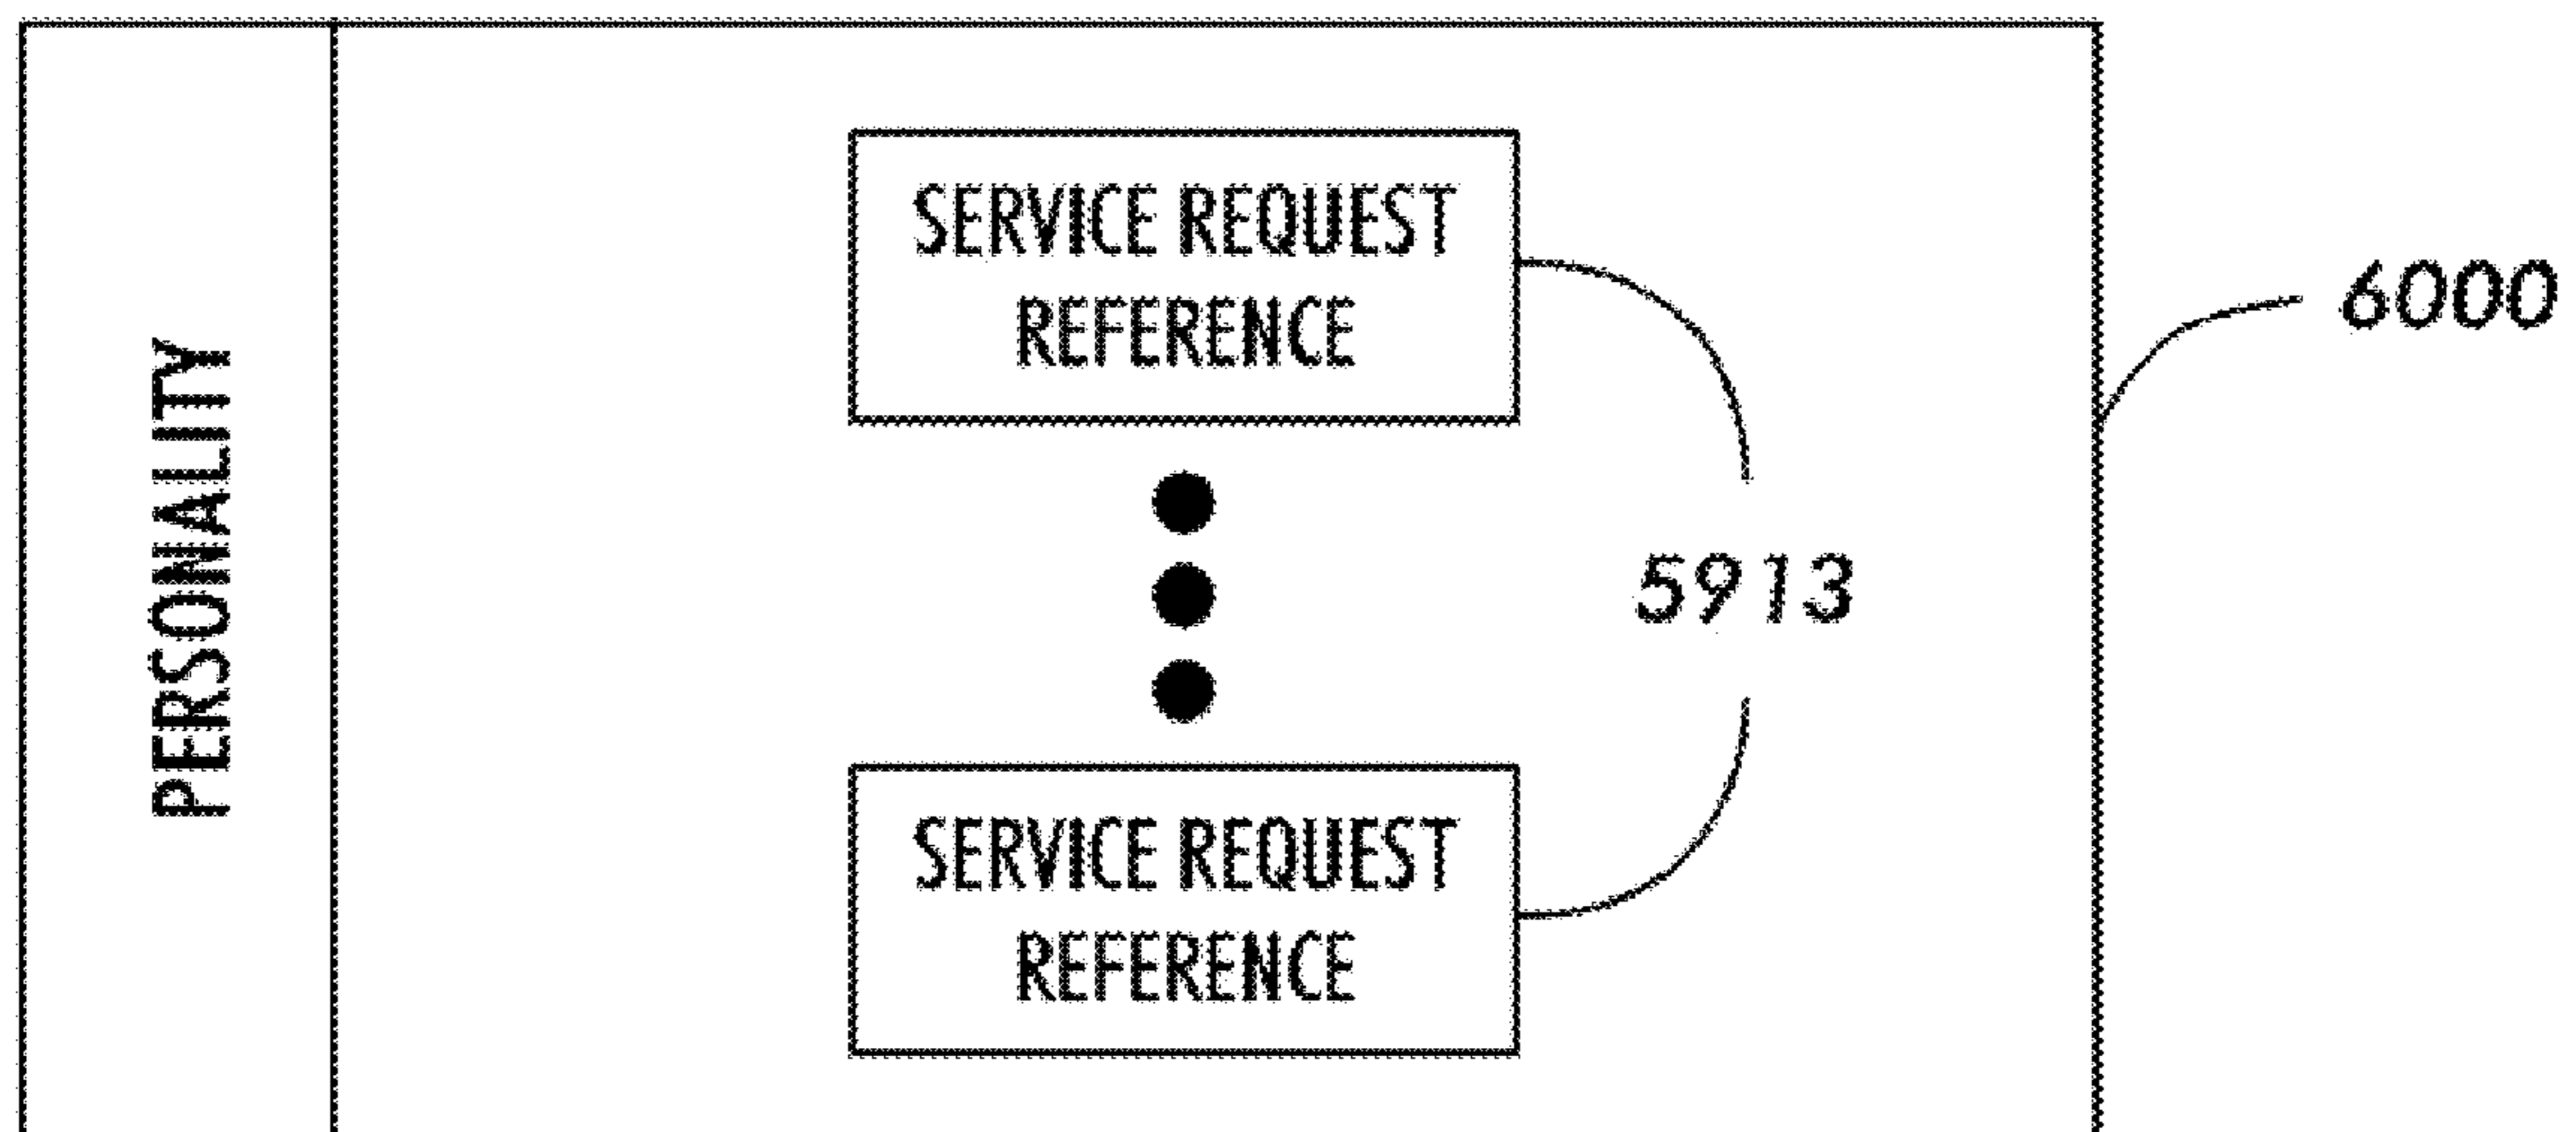 PERSONALITY
SERVICE REQUEST
REFERENCE
6000
5913
SERVICE REQUEST
REFERENCE